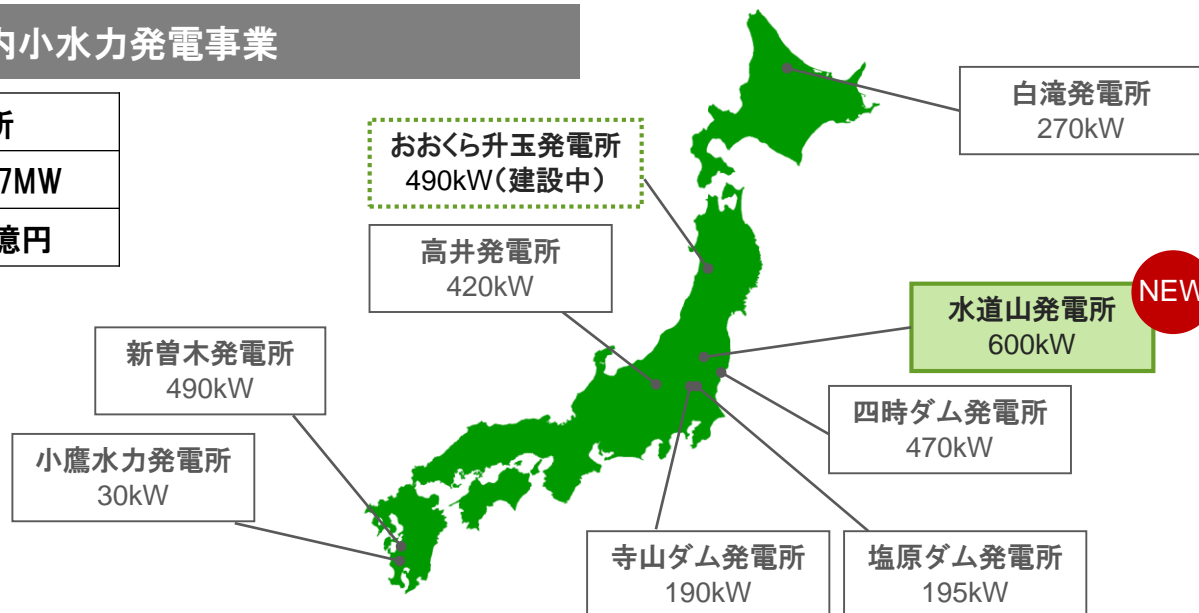 内小水力発電事業
所
7MW
億円
白滝発電所
270kW
おおくら升玉発電所
490kW(建設中)
高井発電所
420kW
NEW
水道山発電所
600kW
新曽木発電所
490kW
四時ダム発電所
470kW
小鷹水力発電所
30kW
寺山ダム発電所
190kW
塩原ダム発電所
195kW